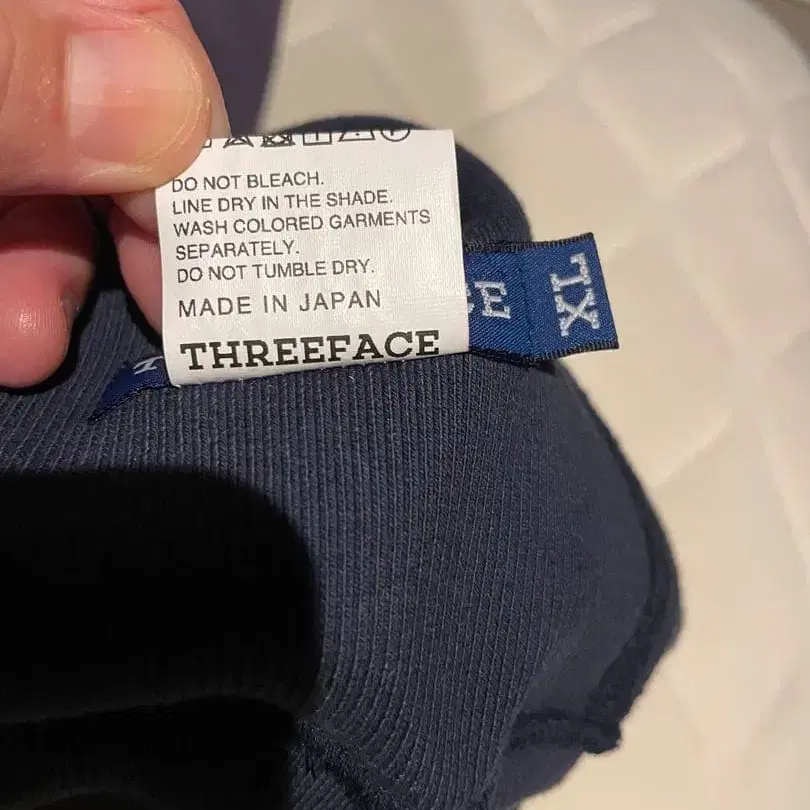 DO NOT BLEACH.
LINE DRY IN THE SHADE.
WASH COLORED GARMENTS
SEPARATELY.
DO NOT TUMBLE DRY.
MADE IN JAPAN
THREEFACE
CE
XL